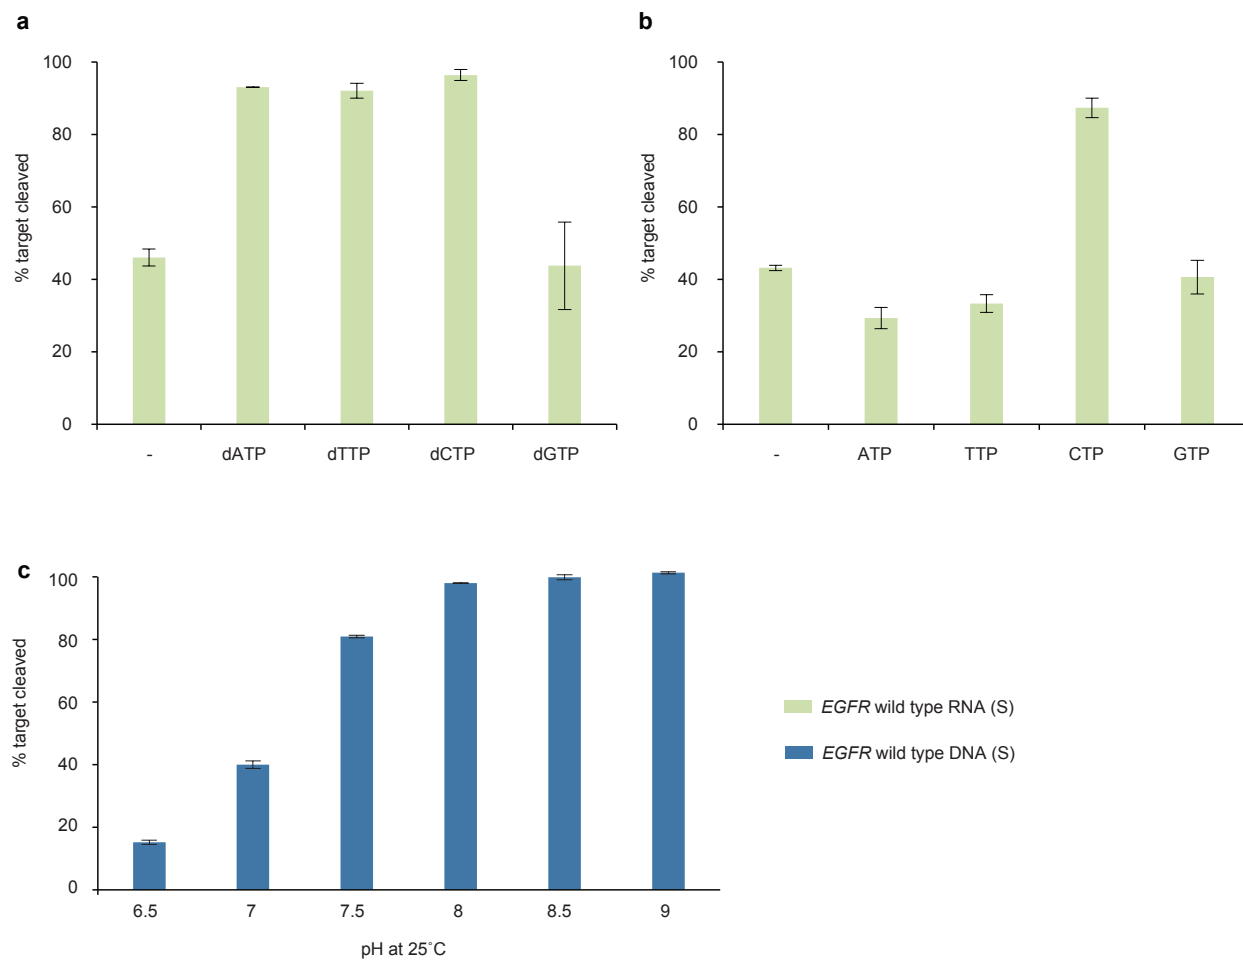 a
100
80
60
40
20
0
% target cleaved
- dATP dTTP dCTP dGTP
b
100
80
60
40
20
0
% target cleaved
- ATP TTP CTP GTP
c
100
80
60
40
20
0
% target cleaved
6.5 7 7.5 8 8.5 9
pH at 25˚C
EGFR wild type RNA (S)
EGFR wild type DNA (S)